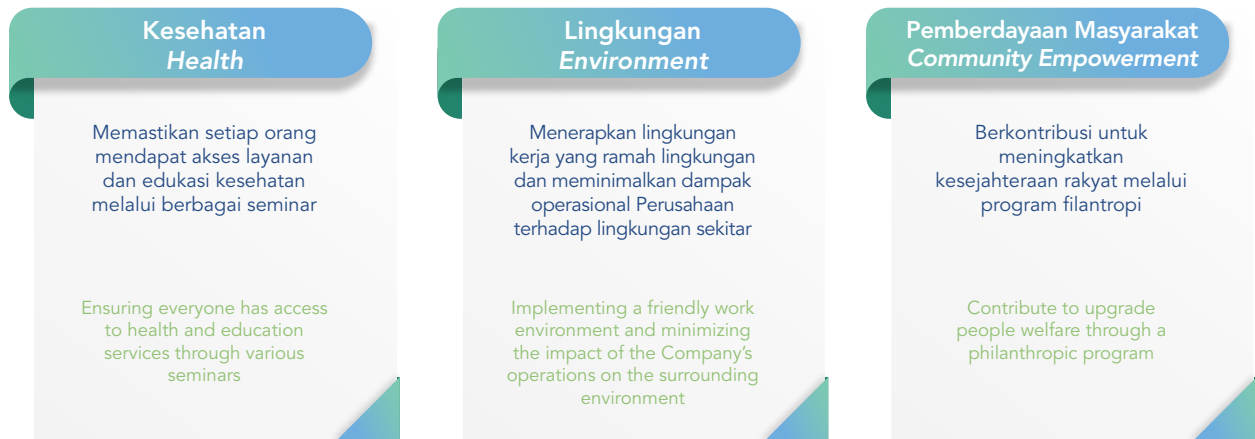 Kesehatan
Health
Memastikan setiap orang
mendapat akses layanan
dan edukasi kesehatan
melalui berbagai seminar
Ensuring everyone has access
to health and education
services through various
seminars
Lingkungan
Environment
Menerapkan lingkungan
kerja yang ramah lingkungan
dan meminimalkan dampak
operasional Perusahaan
terhadap lingkungan sekitar
Implementing a friendly work
environment and minimizing
the impact of the Company’s
operations on the surrounding
environment
Pemberdayaan Masyarakat
Community Empowerment
Berkontribusi untuk
meningkatkan
kesejahteraan rakyat melalui
program filantropi
Contribute to upgrade
people welfare through a
philanthropic program